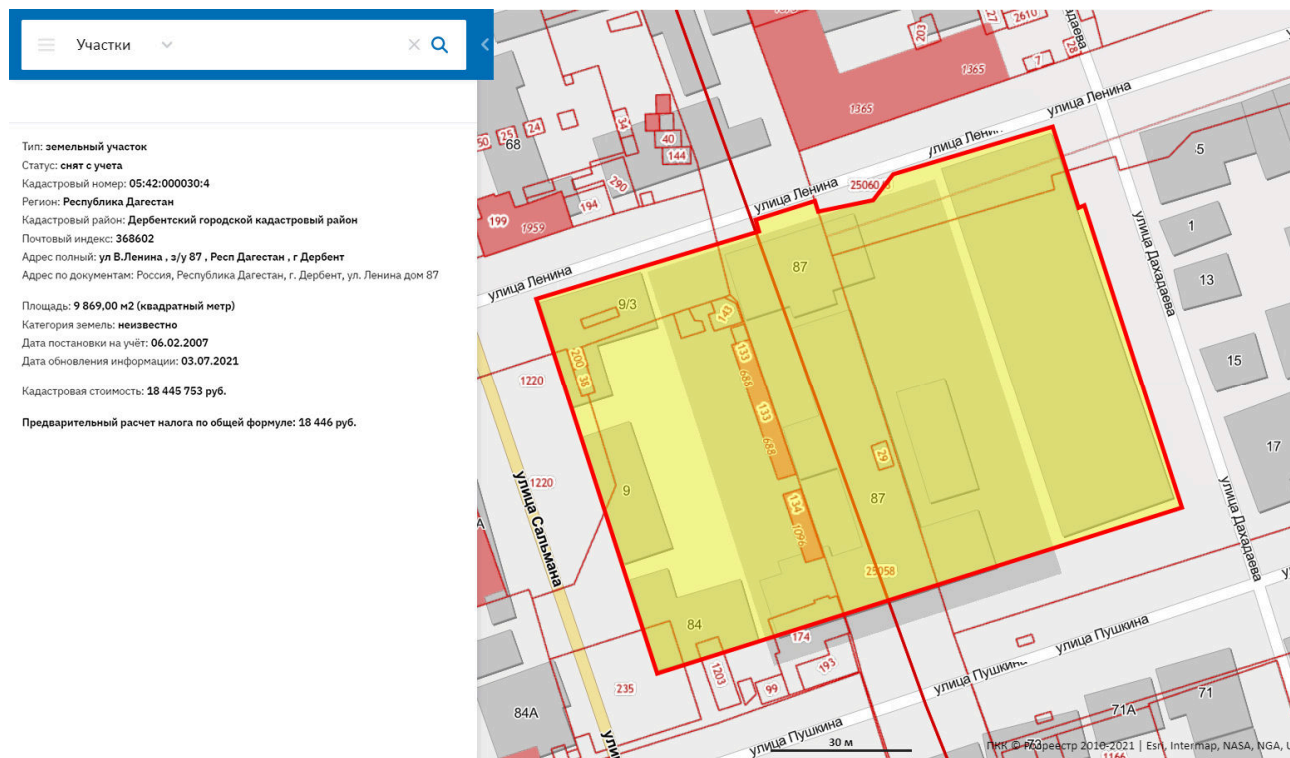 Участки
Тип: земельный участок
Статус: снят с учета
Кадастровый номер: 05:42:000030:4
Регион: Республика Дагестан
Кадастровый район: Дербентский городской кадастровый район
Почтовый индекс: 368602
Адрес полный: ул В.Ленина , з/у 87 , Респ Дагестан , г Дербент
Адрес по документам: Россия, Республика Дагестан, г. Дербент, ул. Ленина дом 87
Площадь: 9 869,00 м2 (квадратный метр)
Категория земель: неизвестно
Дата постановки на учёт: 06.02.2007
Дата обновления информации: 03.07.2021
Кадастровая стоимость: 18 445 753 руб.
Предварительный расчет налога по общей формуле: 18 446 руб.
203
27
2610
1365
7
28
1365
улица Ленина
50
25
24
68
34
40
144
290
194
199
1959
улица Ленина
25060
5
улица Ленина
улица Ленина
1
13
15
17
улица Дахадаева
улица Дахадаева
87
9/3
143
200
38
133
688
133
688
1220
1220
29
9
134
1096
87
25058
улица Сальмана
84
174
1203
99
193
235
84А
улица Пушкина
улица Пушкина
улица Пушкина
71А
71
73
1166
30 м
ПКК © Росреестр 2010-2021 | Esri, Intermap, NASA, NGA, U